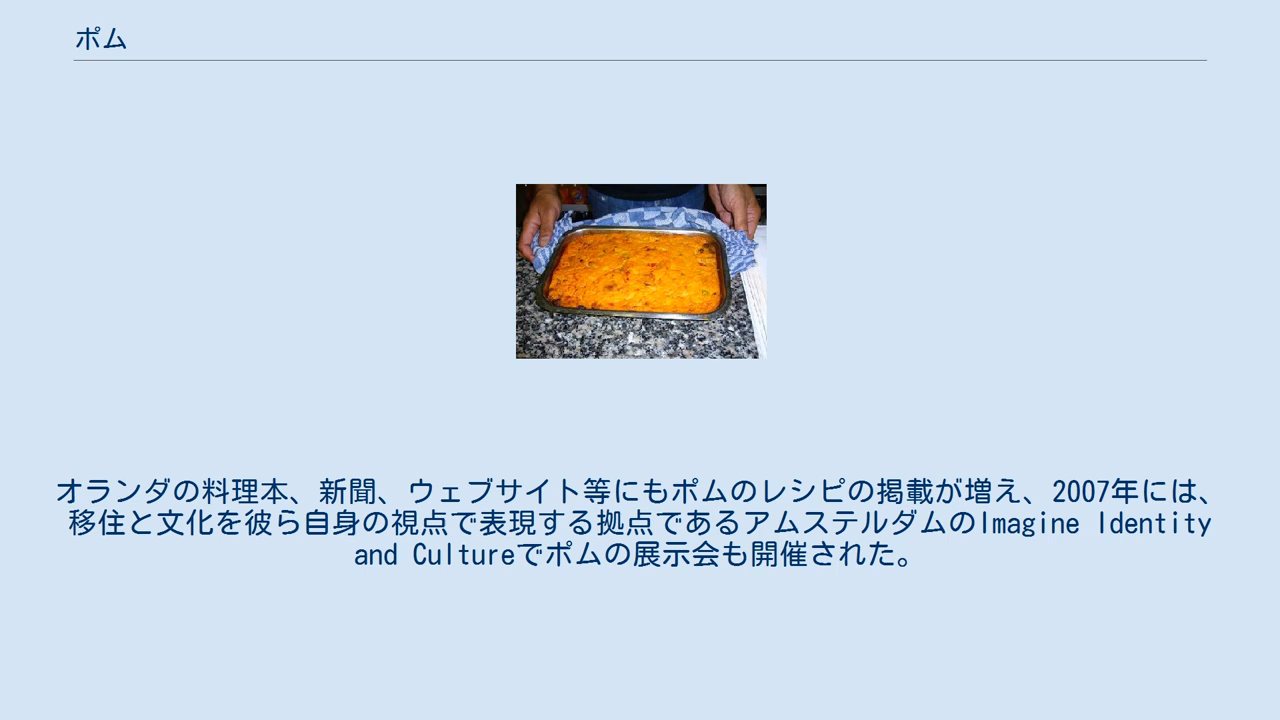 ポム
オランダの料理本、新聞、ウェブサイト等にもポムのレシピの掲載が増え、2007年には、
移住と文化を彼ら自身の視点で表現する拠点であるアムステルダムのImagine Identity
and Cultureでポムの展示会も開催された。